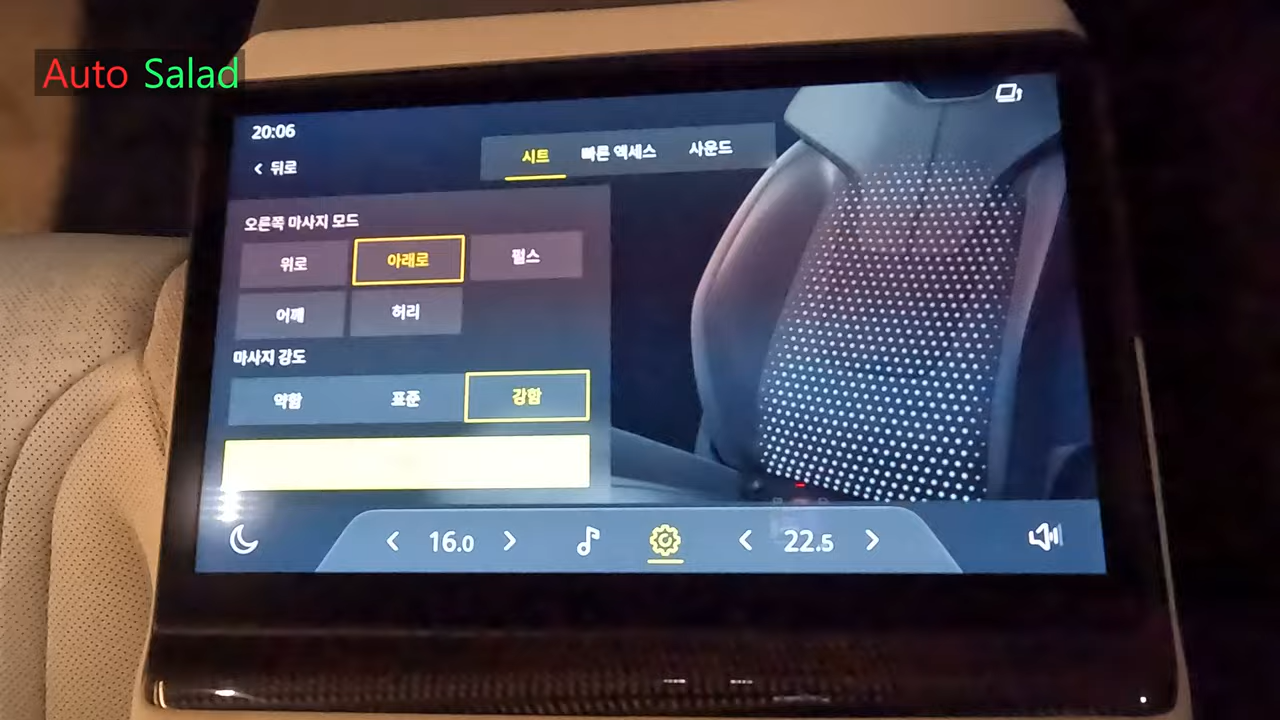 Auto Salad
20:06
뒤로
시트 빠른 엑세스 사운드
오른쪽 마사지 모드
위로 아래로 펄스
어깨 허리
마사지 강도
약함 표준 강함
16.0 22.5